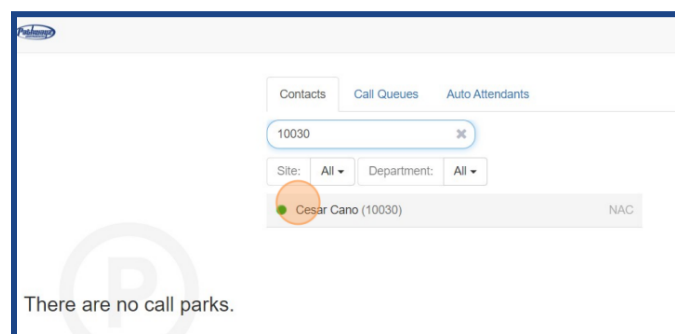 Pathways
Contacts Call Queues Auto Attendants
10030
Site: All Department: All
Cesar Cano (10030) NAC
P
There are no call parks.